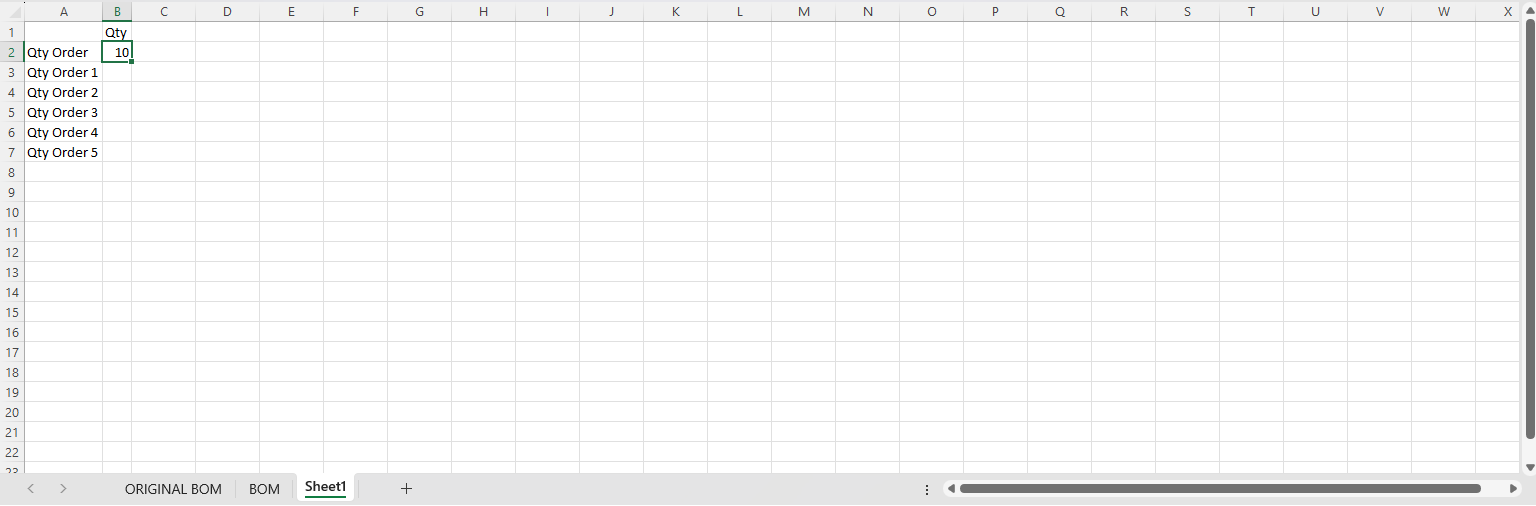 A B C D E F G H I J K L M N O P Q R S T U V W X
1 Qty
2 Qty Order 10
3 Qty Order 1
4 Qty Order 2
5 Qty Order 3
6 Qty Order 4
7 Qty Order 5
8
9
10
11
12
13
14
15
16
17
18
19
20
21
22
23
ORIGINAL BOM BOM Sheet1